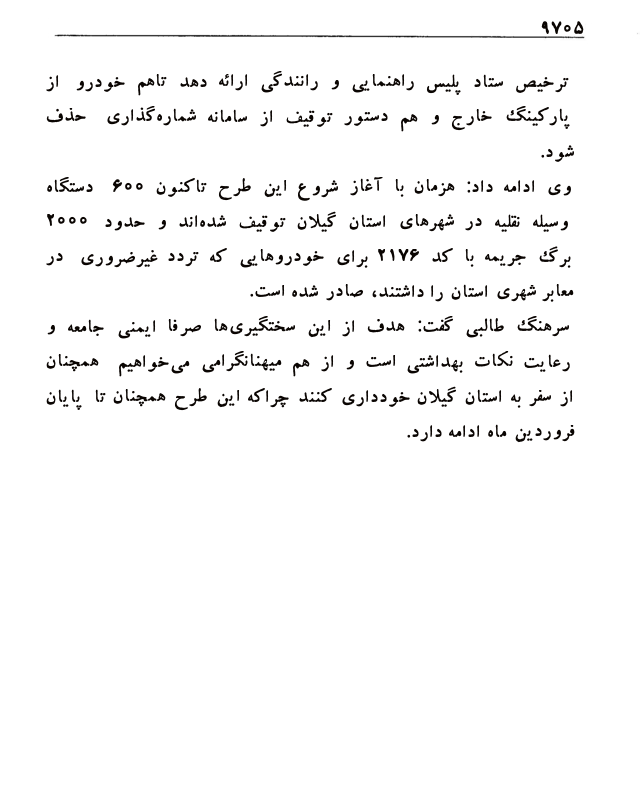 ۹۷۰۵
ترخیص ستاد پلیس راهنمایی و رانندگی ارائه دهد تاهم خودرو از
پارکینگ خارج و هم دستور توقیف از سامانه شماره‌گذاری حذف
شود.
وی ادامه داد: هزمان با آغاز شروع این طرح تاکنون ۶۰۰ دستگاه
وسیله نقلیه در شهرهای استان گیلان توقیف شده‌اند و حدود ۲۰۰۰
برگ جریمه با کد ۲۱۷۶ برای خودروهایی که تردد غیرضروری در
معابر شهری استان را داشتند، صادر شده است.
سرهنگ طالبی گفت: هدف از این سختگیری‌ها صرفا ایمنی جامعه و
رعایت نکات بهداشتی است و از هم میهنانگرامی می‌خواهیم همچنان
از سفر به استان گیلان خودداری کنند چراکه این طرح همچنان تا پایان
فروردین ماه ادامه دارد.